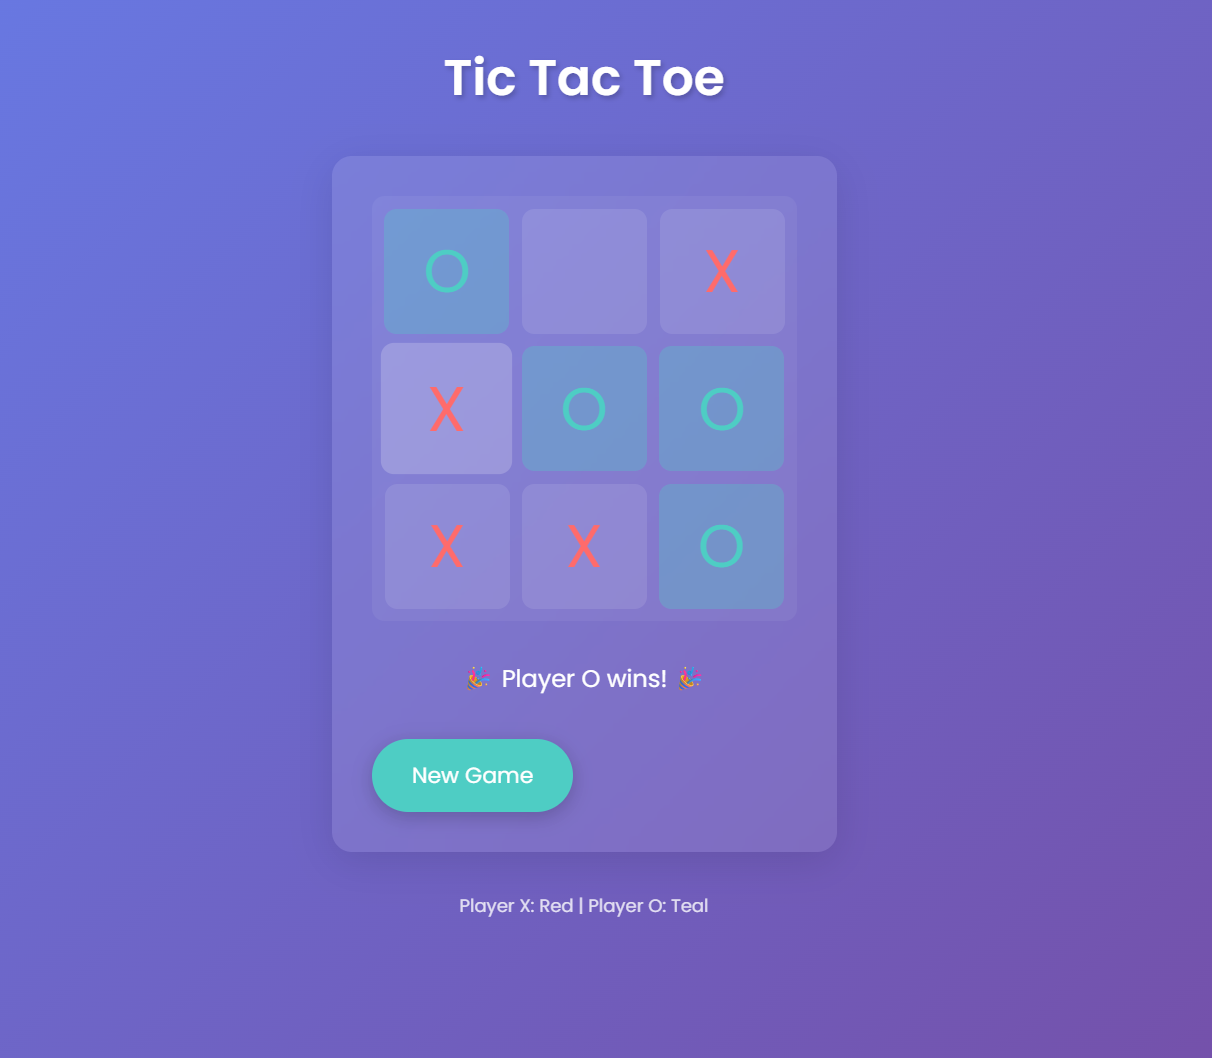 Tic Tac Toe
O X
X O O
X X O
🎉 Player O wins! 🎉
New Game
Player X: Red | Player O: Teal